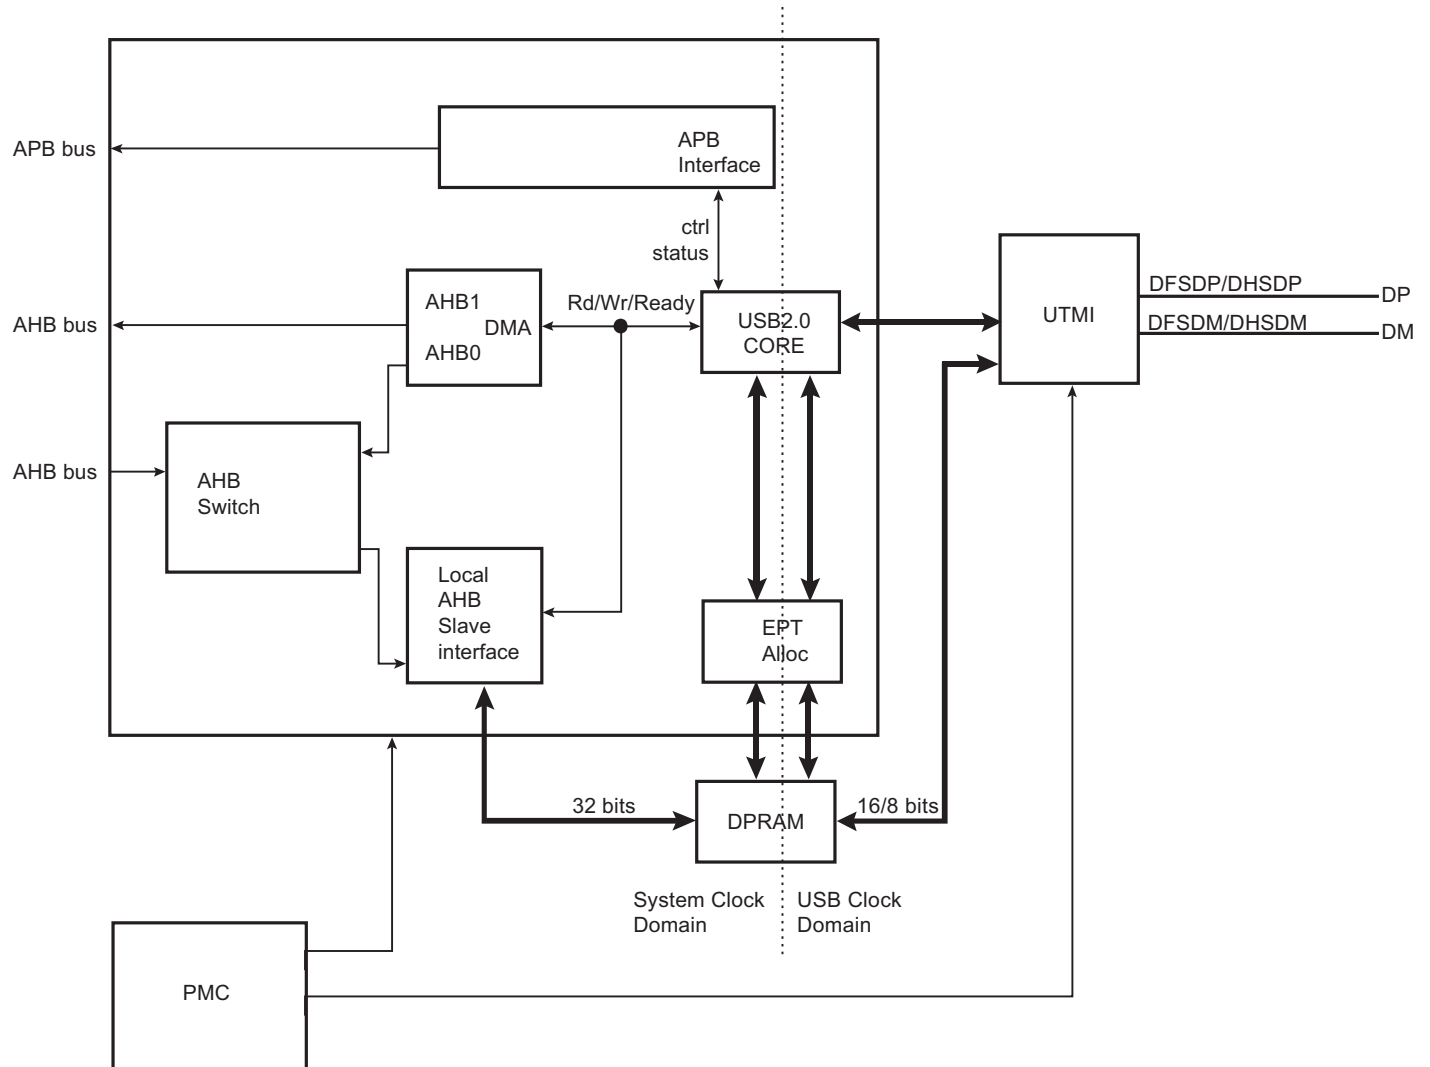 APB bus
APB
Interface
ctrl
status
AHB bus
AHB1
DMA
AHB0
Rd/Wr/Ready
USB2.0
CORE
UTMI
DFSDP/DHSDP
DP
DFSDM/DHSDM
DM
AHB bus
AHB
Switch
Local
AHB
Slave
interface
EPT
Alloc
32 bits
DPRAM
16/8 bits
System Clock
Domain
USB Clock
Domain
PMC